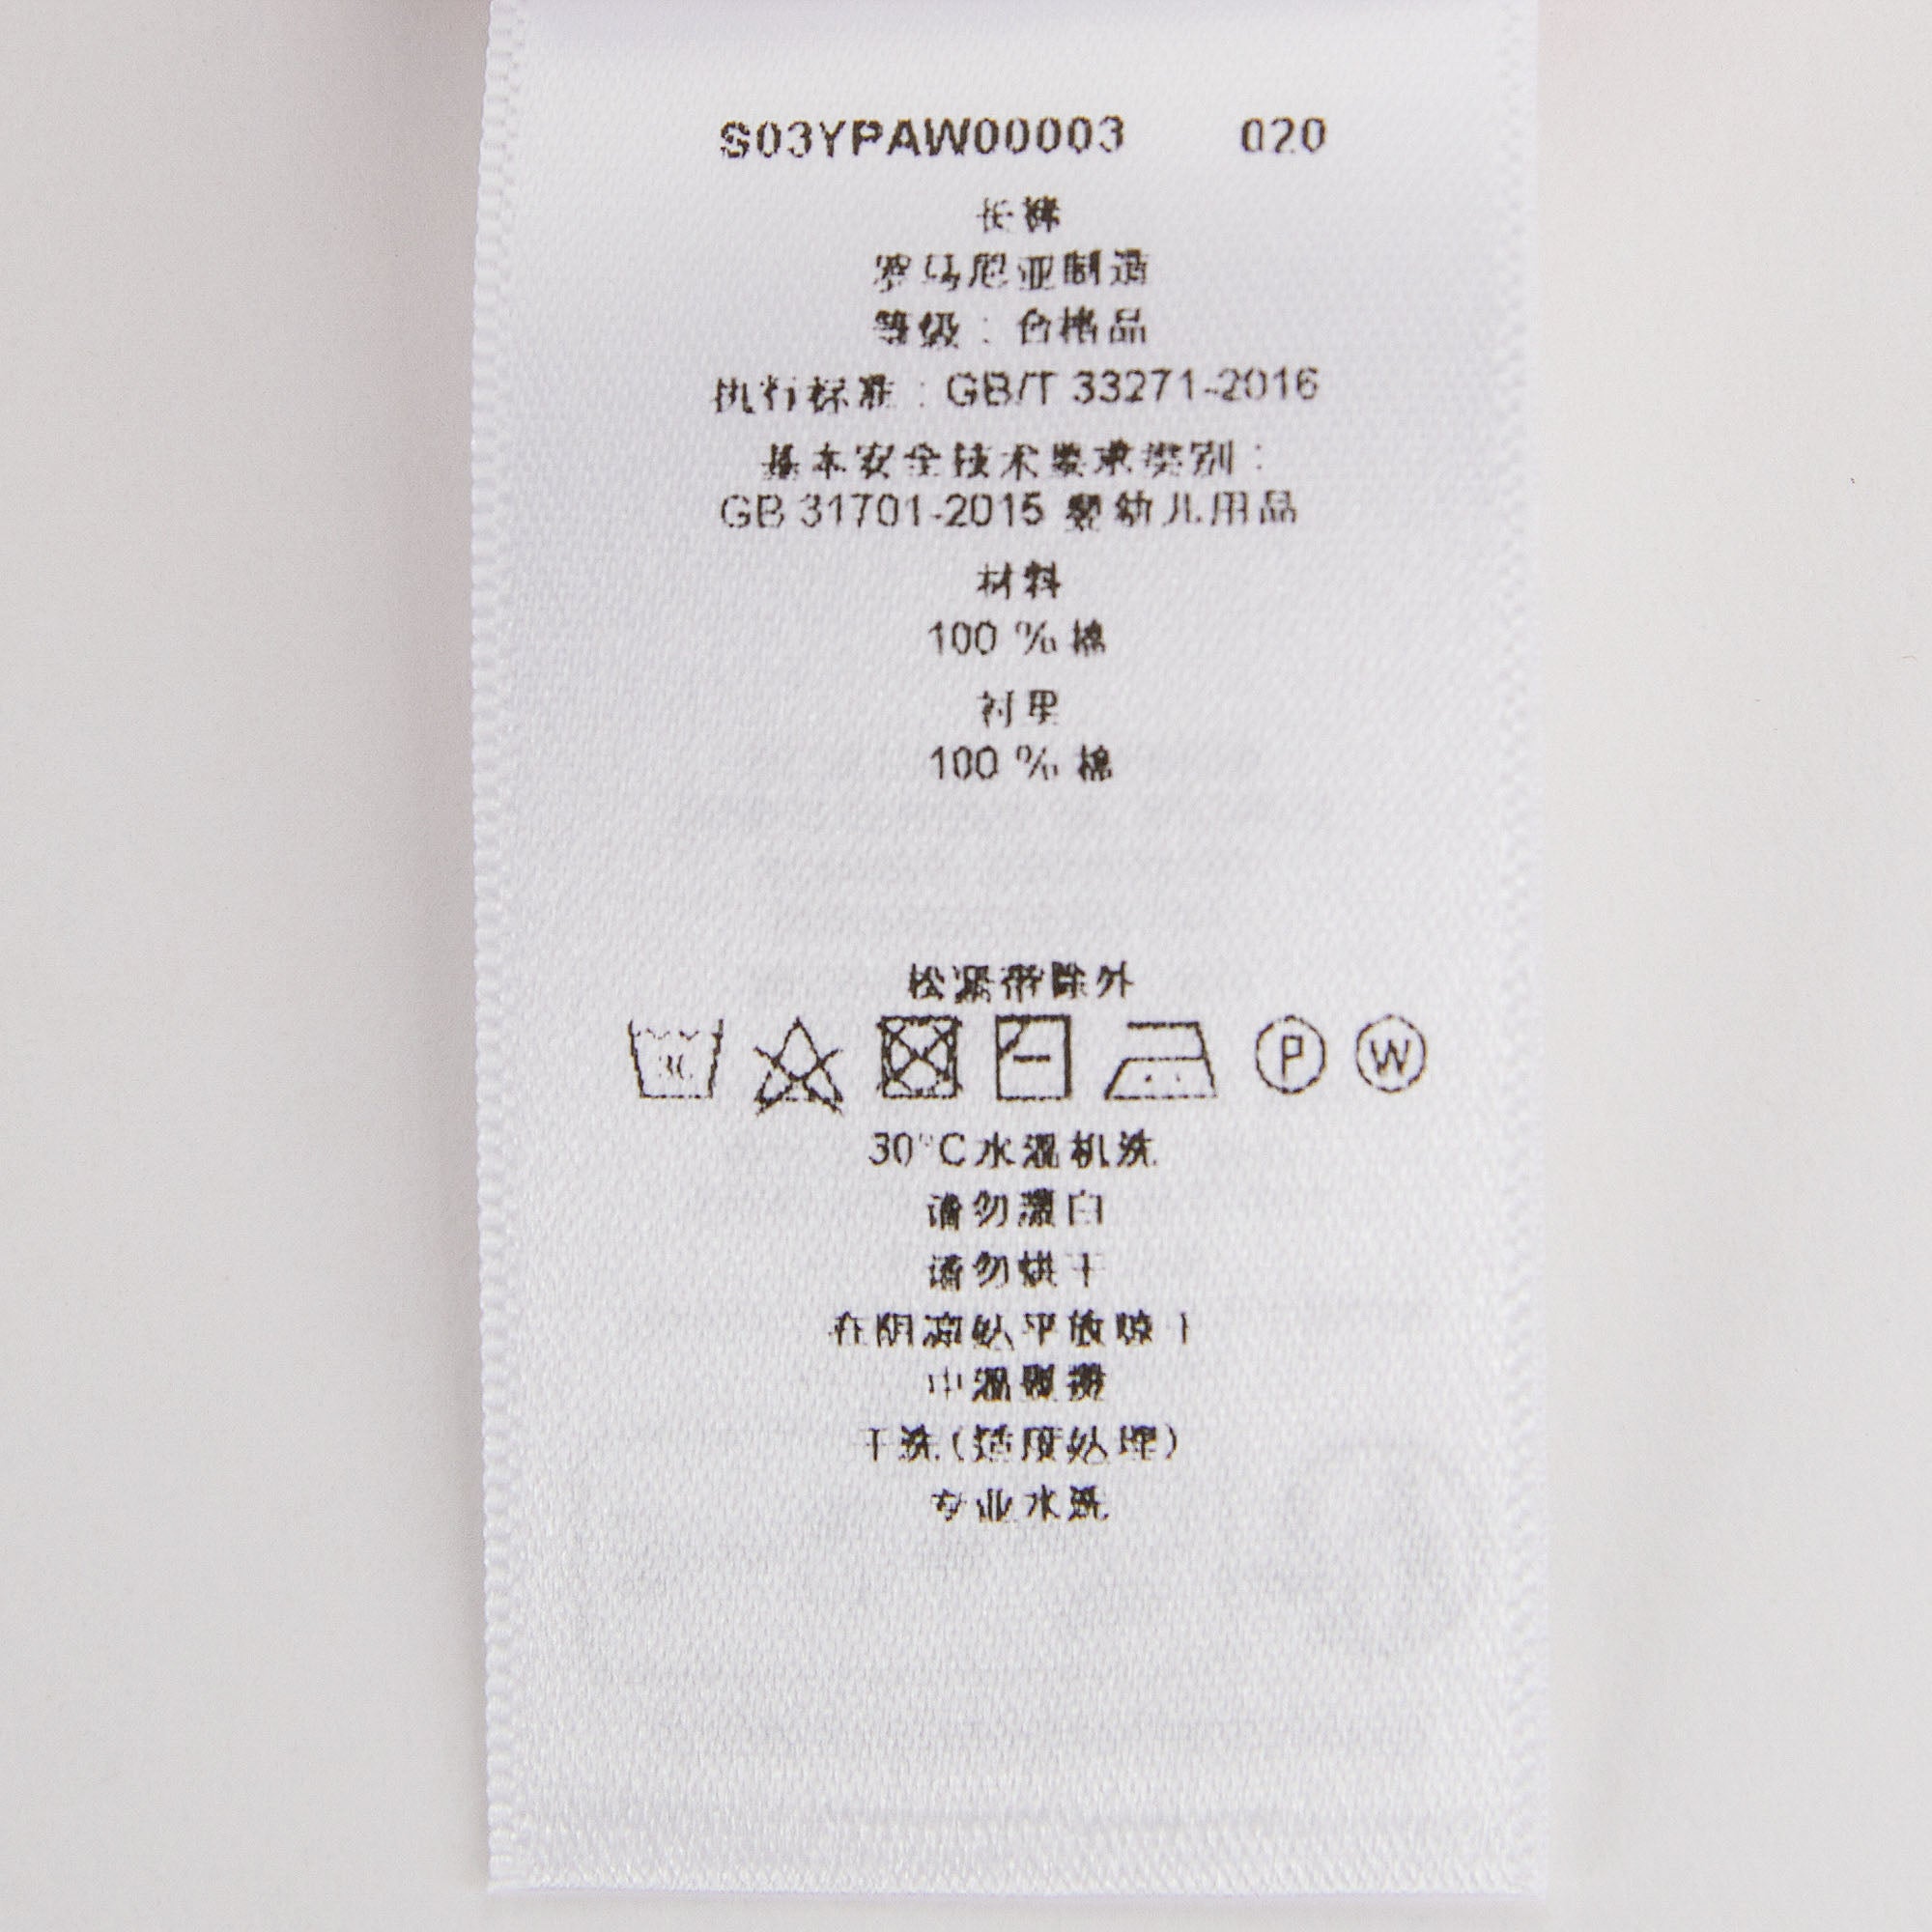 S03YPAW00003 020
长裤
罗马尼亚制造
等级：合格品
执行标准：GB/T 33271-2016
基本安全技术要求类别：
GB 31701-2015 婴幼儿用品
材料
100 % 棉
衬里
100 % 棉
松紧带除外
30
P
W
30°C水温机洗
请勿漂白
请勿烘干
在阴凉处平放晾干
中温熨烫
干洗(适度处理)
专业水洗